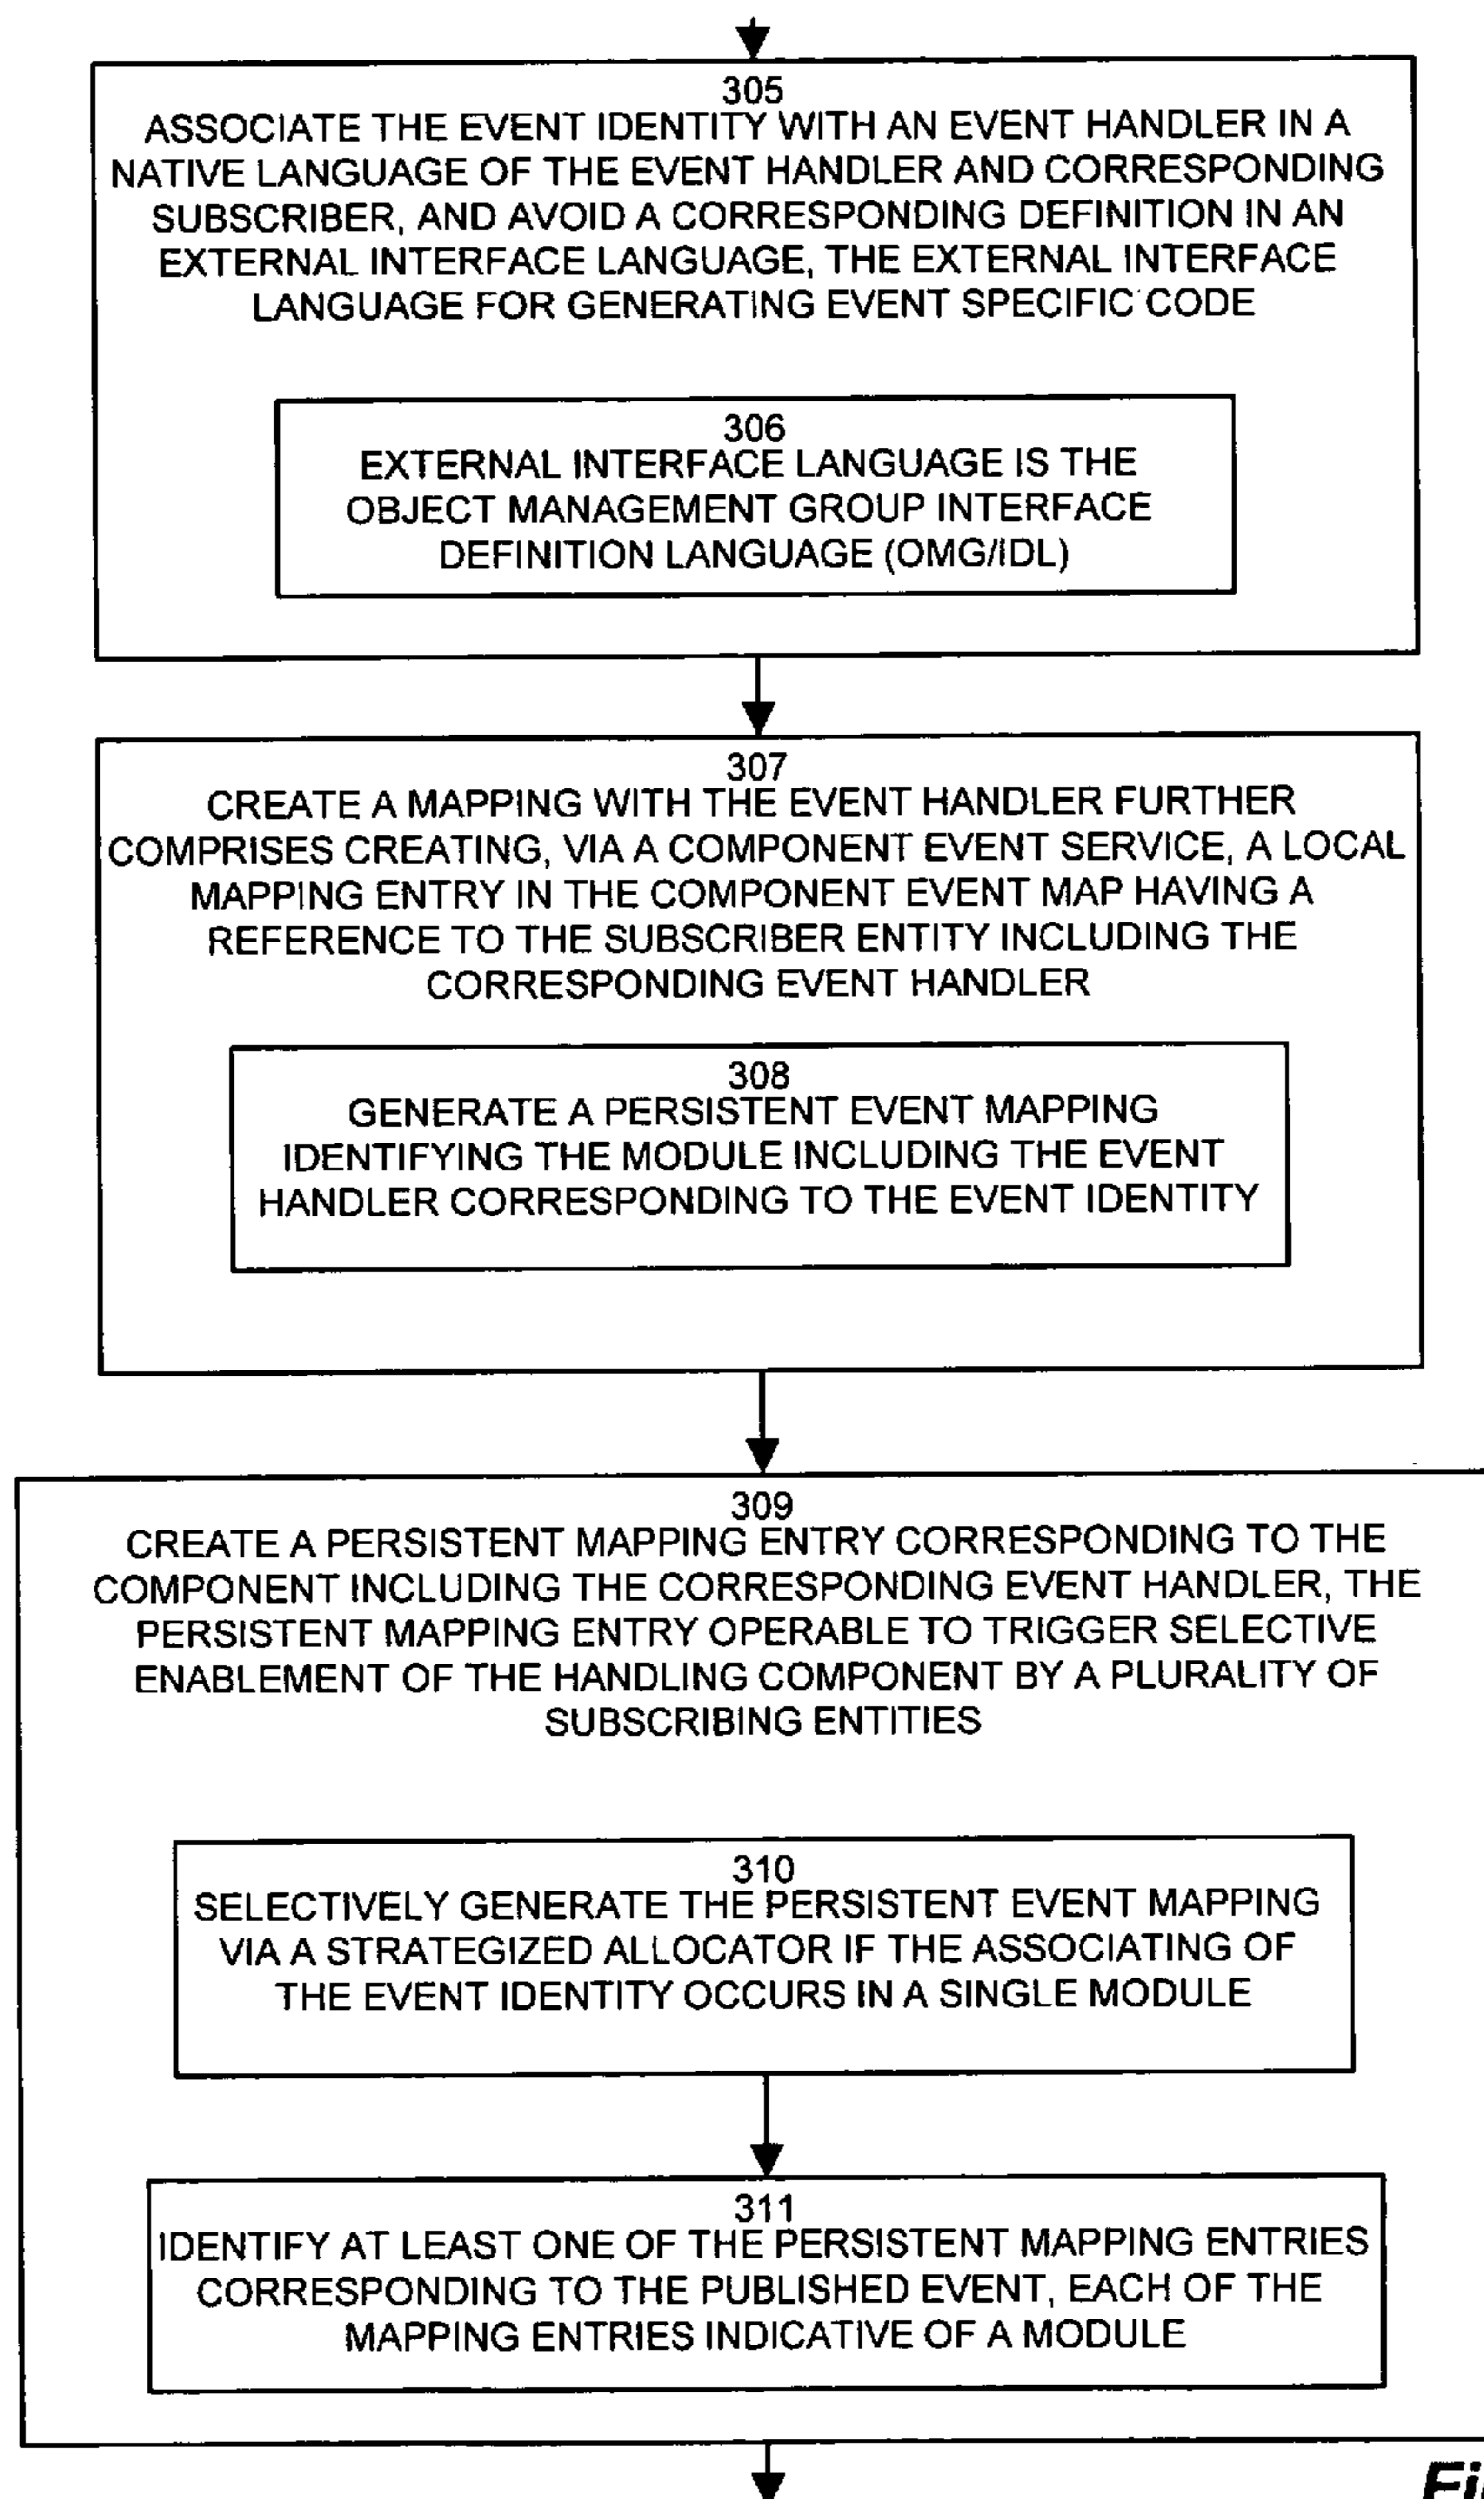 305
ASSOCIATE THE EVENT IDENTITY WITH AN EVENT HANDLER IN A
NATIVE LANGUAGE OF THE EVENT HANDLER AND CORRESPONDING
SUBSCRIBER, AND AVOID A CORRESPONDING DEFINITION IN AN
EXTERNAL INTERFACE LANGUAGE, THE EXTERNAL INTERFACE
LANGUAGE FOR GENERATING EVENT SPECIFIC CODE
306
EXTERNAL INTERFACE LANGUAGE IS THE
OBJECT MANAGEMENT GROUP INTERFACE
DEFINITION LANGUAGE (OMG/IDL)
307
CREATE A MAPPING WITH THE EVENT HANDLER FURTHER
COMPRISES CREATING, VIA A COMPONENT EVENT SERVICE, A LOCAL
MAPPING ENTRY IN THE COMPONENT EVENT MAP HAVING A
REFERENCE TO THE SUBSCRIBER ENTITY INCLUDING THE
CORRESPONDING EVENT HANDLER
308
GENERATE A PERSISTENT EVENT MAPPING
IDENTIFYING THE MODULE INCLUDING THE EVENT
HANDLER CORRESPONDING TO THE EVENT IDENTITY
309
CREATE A PERSISTENT MAPPING ENTRY CORRESPONDING TO THE
COMPONENT INCLUDING THE CORRESPONDING EVENT HANDLER, THE
PERSISTENT MAPPING ENTRY OPERABLE TO TRIGGER SELECTIVE
ENABLEMENT OF THE HANDLING COMPONENT BY A PLURALITY OF
SUBSCRIBING ENTITIES
310
SELECTIVELY GENERATE THE PERSISTENT EVENT MAPPING
VIA A STRATEGIZED ALLOCATOR IF THE ASSOCIATING OF
THE EVENT IDENTITY OCCURS IN A SINGLE MODULE
311
IDENTIFY AT LEAST ONE OF THE PERSISTENT MAPPING ENTRIES
CORRESPONDING TO THE PUBLISHED EVENT, EACH OF THE
MAPPING ENTRIES INDICATIVE OF A MODULE